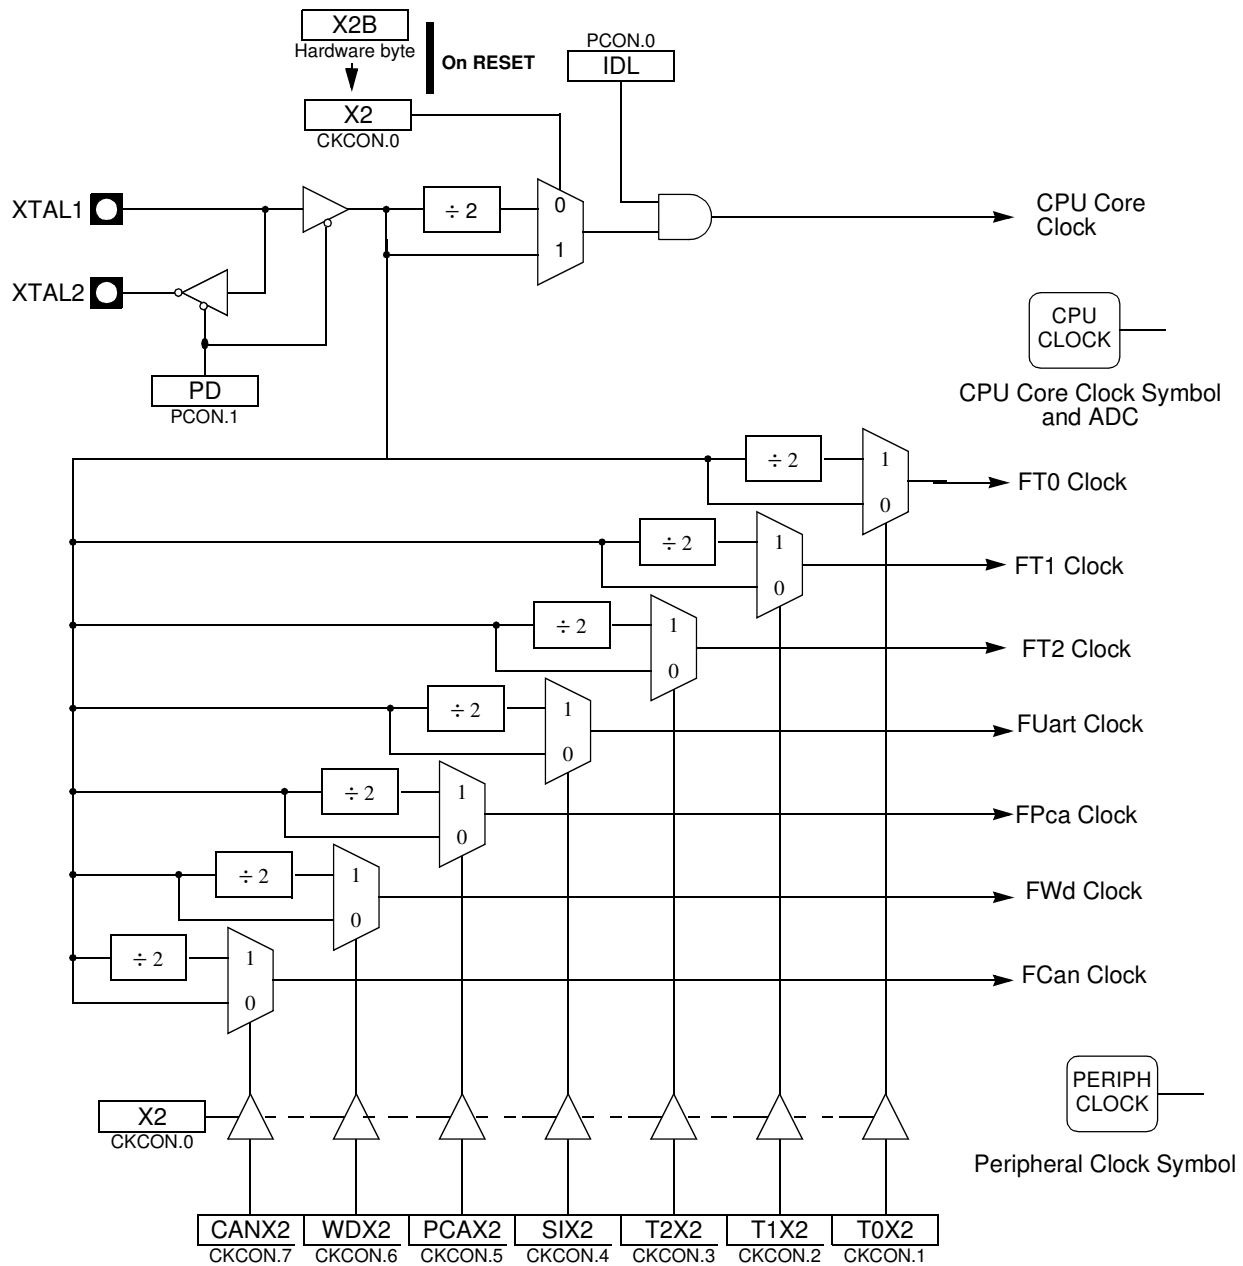 X2B
Hardware byte
On RESET
X2
CKCON.0
PCON.0
IDL
XTAL1
÷ 2
0
1
CPU Core
Clock
XTAL2
PD
PCON.1
CPU
CLOCK
CPU Core Clock Symbol
and ADC
÷ 2
1
0
FT0 Clock
÷ 2
1
0
FT1 Clock
÷ 2
1
0
FT2 Clock
÷ 2
1
0
FUart Clock
÷ 2
1
0
FPca Clock
÷ 2
1
0
FWd Clock
÷ 2
1
0
FCan Clock
X2
CKCON.0
PERIPH
CLOCK
Peripheral Clock Symbol
CANX2 WDX2 PCAX2 SIX2 T2X2 T1X2 T0X2
CKCON.7 CKCON.6 CKCON.5 CKCON.4 CKCON.3 CKCON.2 CKCON.1